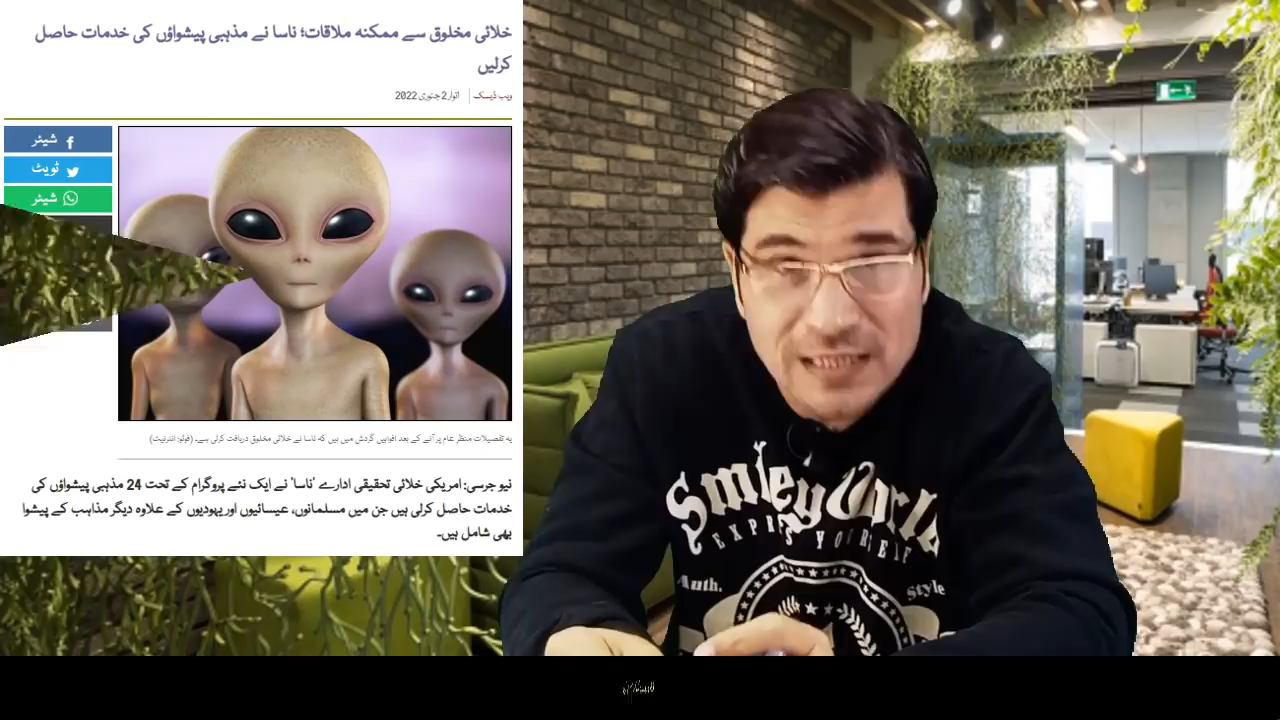 خلائی مخلوق سے ممکنہ ملاقات؛ ناسا نے مذہبی پیشواؤں کی خدمات حاصل
کرلیں
ویب ڈیسک | اتوار 2 جنوری 2022
شیئر
ٹویٹ
شیئر
یہ تفصیلات منظر عام پر آنے کے بعد افواہیں گردش میں ہیں کہ ناسا نے خلائی مخلوق دریافت کرلی ہے۔ (فوٹو: انٹرنیٹ)
نیو جرسی: امریکی خلائی تحقیقی ادارے ’ناسا‘ نے ایک نئے پروگرام کے تحت 24 مذہبی پیشواؤں کی
خدمات حاصل کرلی ہیں جن میں مسلمانوں، عیسائیوں اور یہودیوں کے علاوہ دیگر مذاہب کے پیشوا
بھی شامل ہیں۔
Smiley World
EXPRESS YOURSELF
Auth. Style